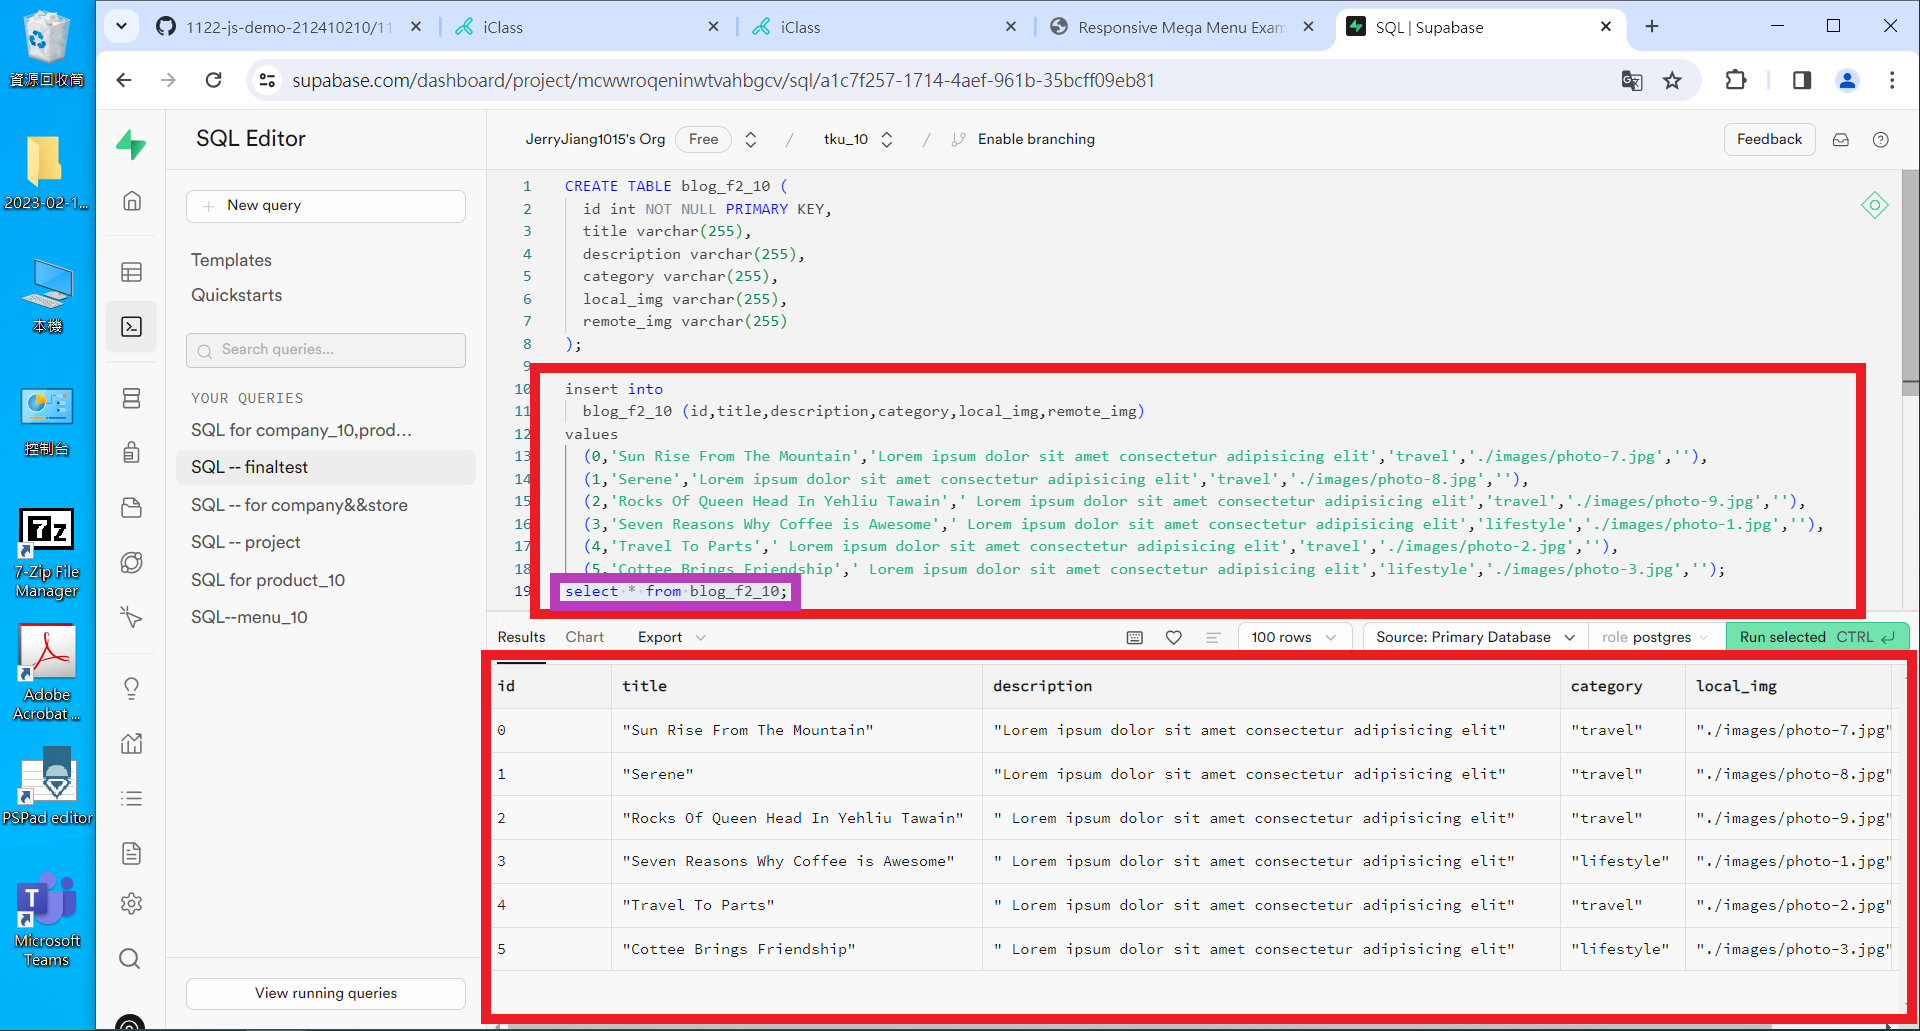 資源回收筒
2023-02-1...
本機
控制台
7-Zip File
Manager
Adobe
Acrobat ...
PSPad editor
Microsoft
Teams
1122-js-demo-212410210/11
iClass
iClass
Responsive Mega Menu Exam
SQL | Supabase
supabase.com/dashboard/project/mcwwroqeninwtvahbgcv/sql/a1c7f257-1714-4aef-961b-35bcff09eb81
SQL Editor
JerryJiang1015's Org Free / tku_10 / Enable branching
Feedback
New query
Templates
Quickstarts
Search queries...
YOUR QUERIES
SQL for company_10,prod...
SQL -- finaltest
SQL -- for company&&store
SQL -- project
SQL for product_10
SQL--menu_10
View running queries
1 CREATE TABLE blog_f2_10 (
2 id int NOT NULL PRIMARY KEY,
3 title varchar(255),
4 description varchar(255),
5 category varchar(255),
6 local_img varchar(255),
7 remote_img varchar(255)
8 );
9
10 insert into
11 blog_f2_10 (id,title,description,category,local_img,remote_img)
12 values
13 (0,'Sun Rise From The Mountain','Lorem ipsum dolor sit amet consectetur adipisicing elit','travel','./images/photo-7.jpg',''),
14 (1,'Serene','Lorem ipsum dolor sit amet consectetur adipisicing elit','travel','./images/photo-8.jpg',''),
15 (2,'Rocks Of Queen Head In Yehliu Tawain',' Lorem ipsum dolor sit amet consectetur adipisicing elit','travel','./images/photo-9.jpg',''),
16 (3,'Seven Reasons Why Coffee is Awesome',' Lorem ipsum dolor sit amet consectetur adipisicing elit','lifestyle','./images/photo-1.jpg',''),
17 (4,'Travel To Parts',' Lorem ipsum dolor sit amet consectetur adipisicing elit','travel','./images/photo-2.jpg',''),
18 (5,'Cottee Brings Friendship',' Lorem ipsum dolor sit amet consectetur adipisicing elit','lifestyle','./images/photo-3.jpg','');
19 select * from blog_f2_10;
Results Chart Export 100 rows Source: Primary Database role postgres Run selected CTRL
id title description category local_img
0 "Sun Rise From The Mountain" "Lorem ipsum dolor sit amet consectetur adipisicing elit" "travel" "./images/photo-7.jpg"
1 "Serene" "Lorem ipsum dolor sit amet consectetur adipisicing elit" "travel" "./images/photo-8.jpg"
2 "Rocks Of Queen Head In Yehliu Tawain" " Lorem ipsum dolor sit amet consectetur adipisicing elit" "travel" "./images/photo-9.jpg"
3 "Seven Reasons Why Coffee is Awesome" " Lorem ipsum dolor sit amet consectetur adipisicing elit" "lifestyle" "./images/photo-1.jpg"
4 "Travel To Parts" " Lorem ipsum dolor sit amet consectetur adipisicing elit" "travel" "./images/photo-2.jpg"
5 "Cottee Brings Friendship" " Lorem ipsum dolor sit amet consectetur adipisicing elit" "lifestyle" "./images/photo-3.jpg"